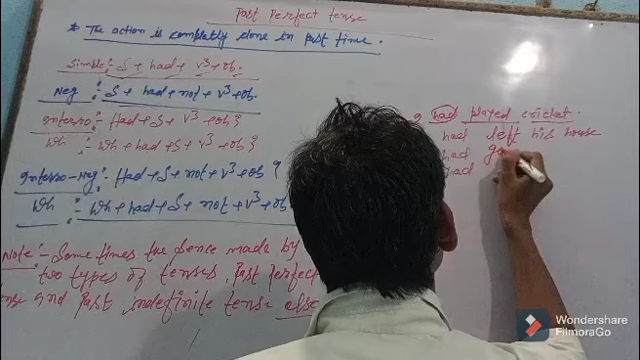 Past Perfect tense
* The action is completly done in past time.
Simple:- S + had + v³ + ob.
Neg :- S + had + not + v³ + ob.
Interro:- Had + S + v³ + ob?
Wh :- Wh + had + S + v³ + ob?
Interro-Neg:- Had + S + not + v³ + ob?
Wh :- Wh + had + S + not + v³ + ob
Note:- Some times the Sence made by
two types of tenses, Past Perfect
and Past indefinite tense else
had played cricket.
had left his house
had
had
Wondershare
FilmoraGo